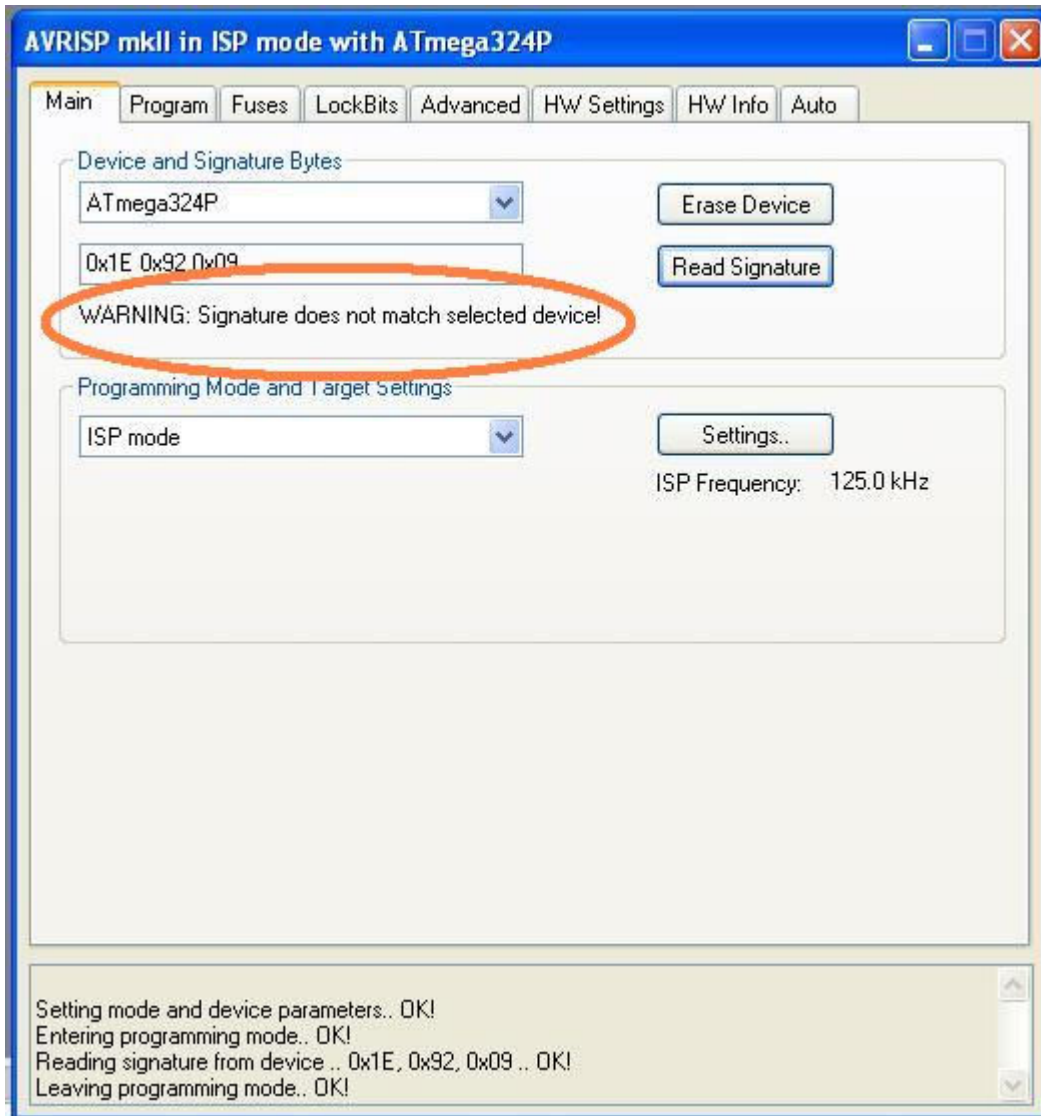 AVRISP mkII in ISP mode with ATmega324P
Main Program Fuses LockBits Advanced HW Settings HW Info Auto
Device and Signature Bytes
ATmega324P
Erase Device
0x1E 0x92 0x09
Read Signature
WARNING: Signature does not match selected device!
Programming Mode and Target Settings
ISP mode
Settings..
ISP Frequency: 125.0 kHz
Setting mode and device parameters.. OK!
Entering programming mode.. OK!
Reading signature from device .. 0x1E, 0x92, 0x09 .. OK!
Leaving programming mode.. OK!